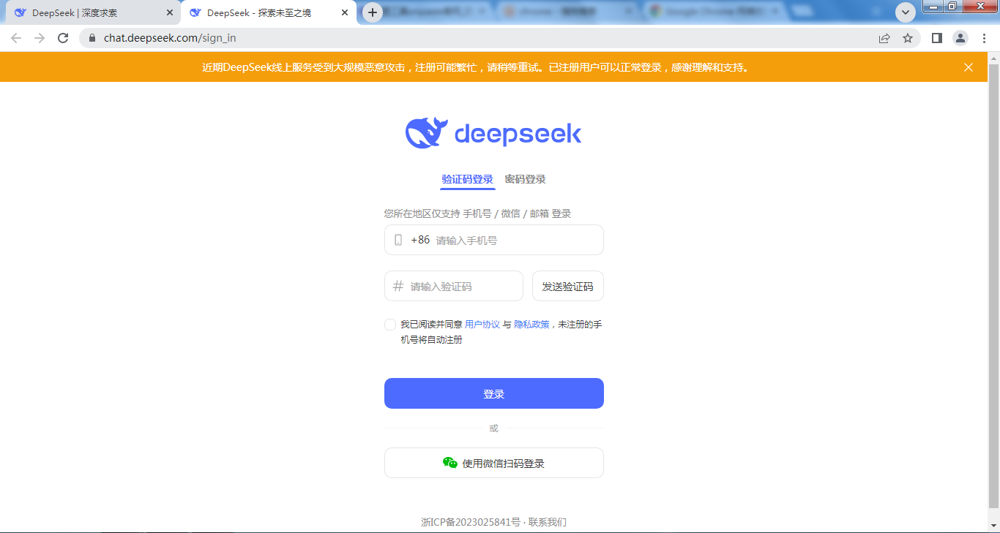 DeepSeek | 深度求索
DeepSeek - 探索未至之境
chat.deepseek.com/sign_in
近期DeepSeek线上服务受到大规模恶意攻击，注册可能繁忙，请稍等重试。已注册用户可以正常登录，感谢理解和支持。
deepseek
验证码登录 密码登录
您所在地区仅支持 手机号 / 微信 / 邮箱 登录
+86 请输入手机号
请输入验证码 发送验证码
我已阅读并同意 用户协议 与 隐私政策，未注册的手
机号将自动注册
登录
或
使用微信扫码登录
浙ICP备2023025841号 · 联系我们